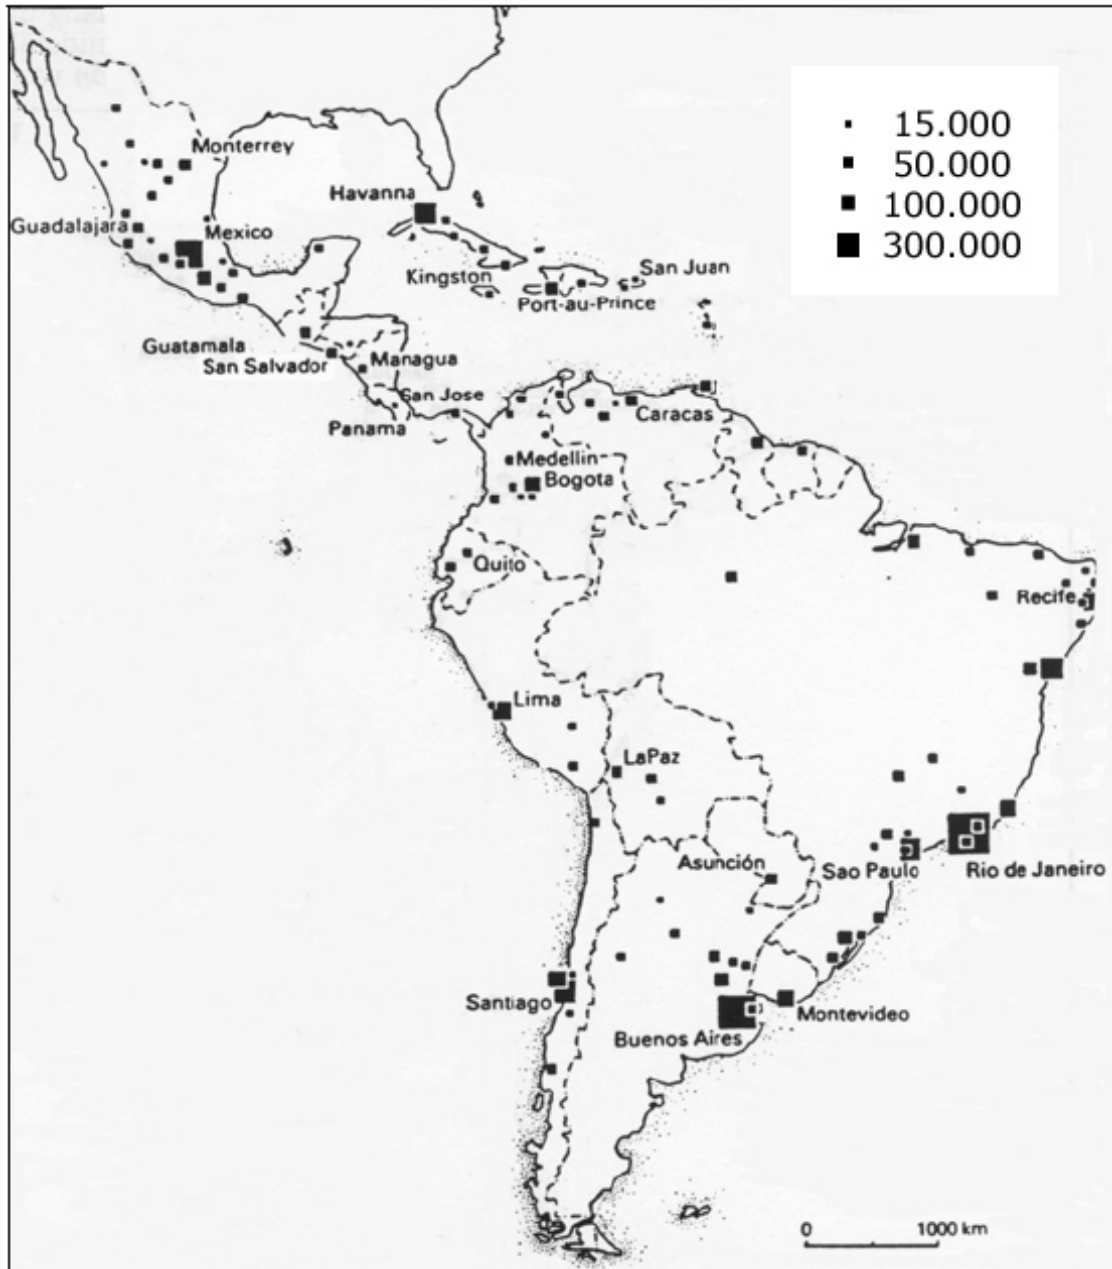 Monterrey
Havanna
15.000
50.000
100.000
300.000
Guadalajara
Mexico
Kingston
San Juan
Port-au-Prince
Guatamala
San Salvador
Managua
San Jose
Panama
Caracas
Medellin
Bogota
Quito
Recife
Lima
LaPaz
Asunción
Sao Paulo
Rio de Janeiro
Santiago
Montevideo
Buenos Aires
0 1000 km